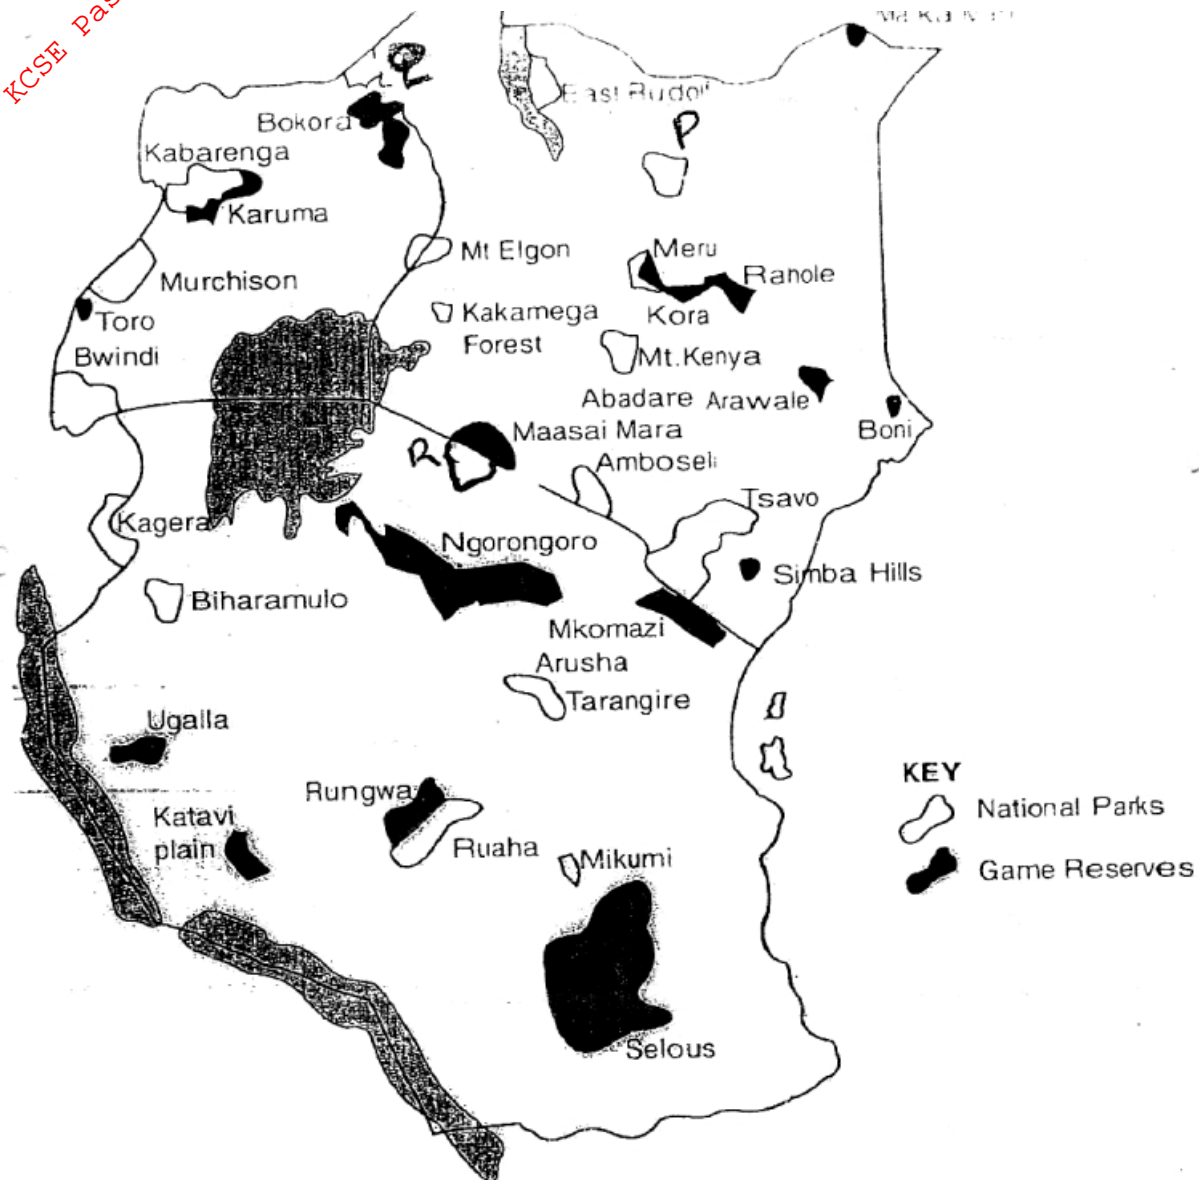 KCSE Pas
Q
East Rudolf
Bokora
P
Kabarenga
Karuma
Mt Elgon
Meru
Rahole
Murchison
Kakamega
Forest
Kora
Toro
Bwindi
Mt.Kenya
Abadare
Arawale
Boni
Maasai Mara
R
Amboseli
Tsavo
Kagera
Ngorongoro
Simba Hills
Biharamulo
Mkomazi
Arusha
Tarangire
Ugalla
KEY
National Parks
Rungwa
Katavi
plain
Ruaha
Mikumi
Game Reserves
Selous